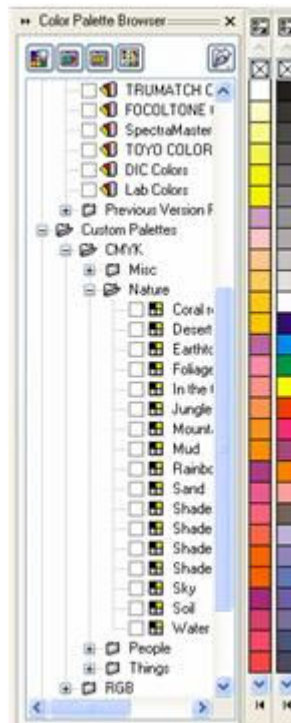 Color Palette Browser
TRUMATCH C
FOCOLTONE
SpectraMaster
TOYO COLOR
DIC Colors
Lab Colors
Previous Version F
Custom Palettes
CMYK
Misc
Nature
Coral r
Desert
Earthto
Foliage
In the
Jungle
Mount
Mud
Rainbo
Sand
Shade
Shade
Shade
Shade
Sky
Soil
Water
People
Things
RGB